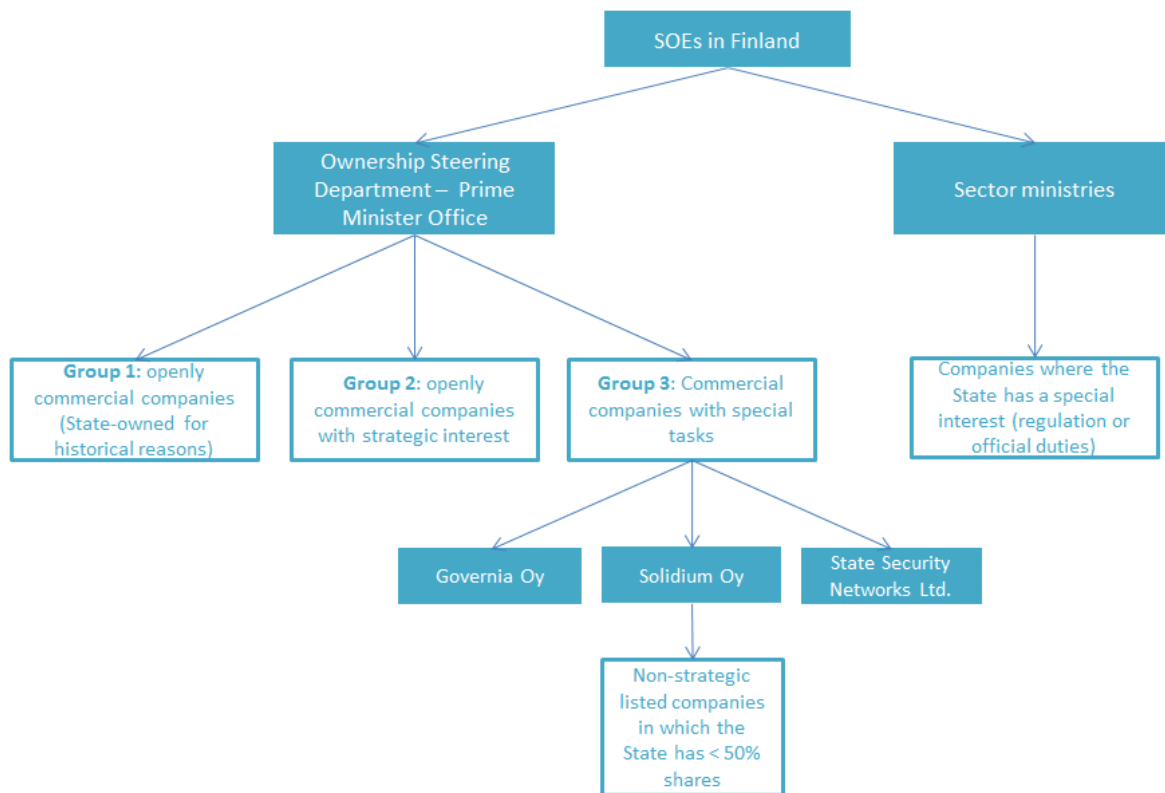 SOEs in Finland
Ownership Steering
Department – Prime
Minister Office
Sector ministries
Group 1: openly
commercial companies
(State-owned for
historical reasons)
Group 2: openly
commercial companies
with strategic interest
Group 3: Commercial
companies with special
tasks
Companies where the
State has a special
interest (regulation or
official duties)
Governia Oy
Solidium Oy
State Security
Networks Ltd.
Non-strategic
listed companies
in which the
State has < 50%
shares